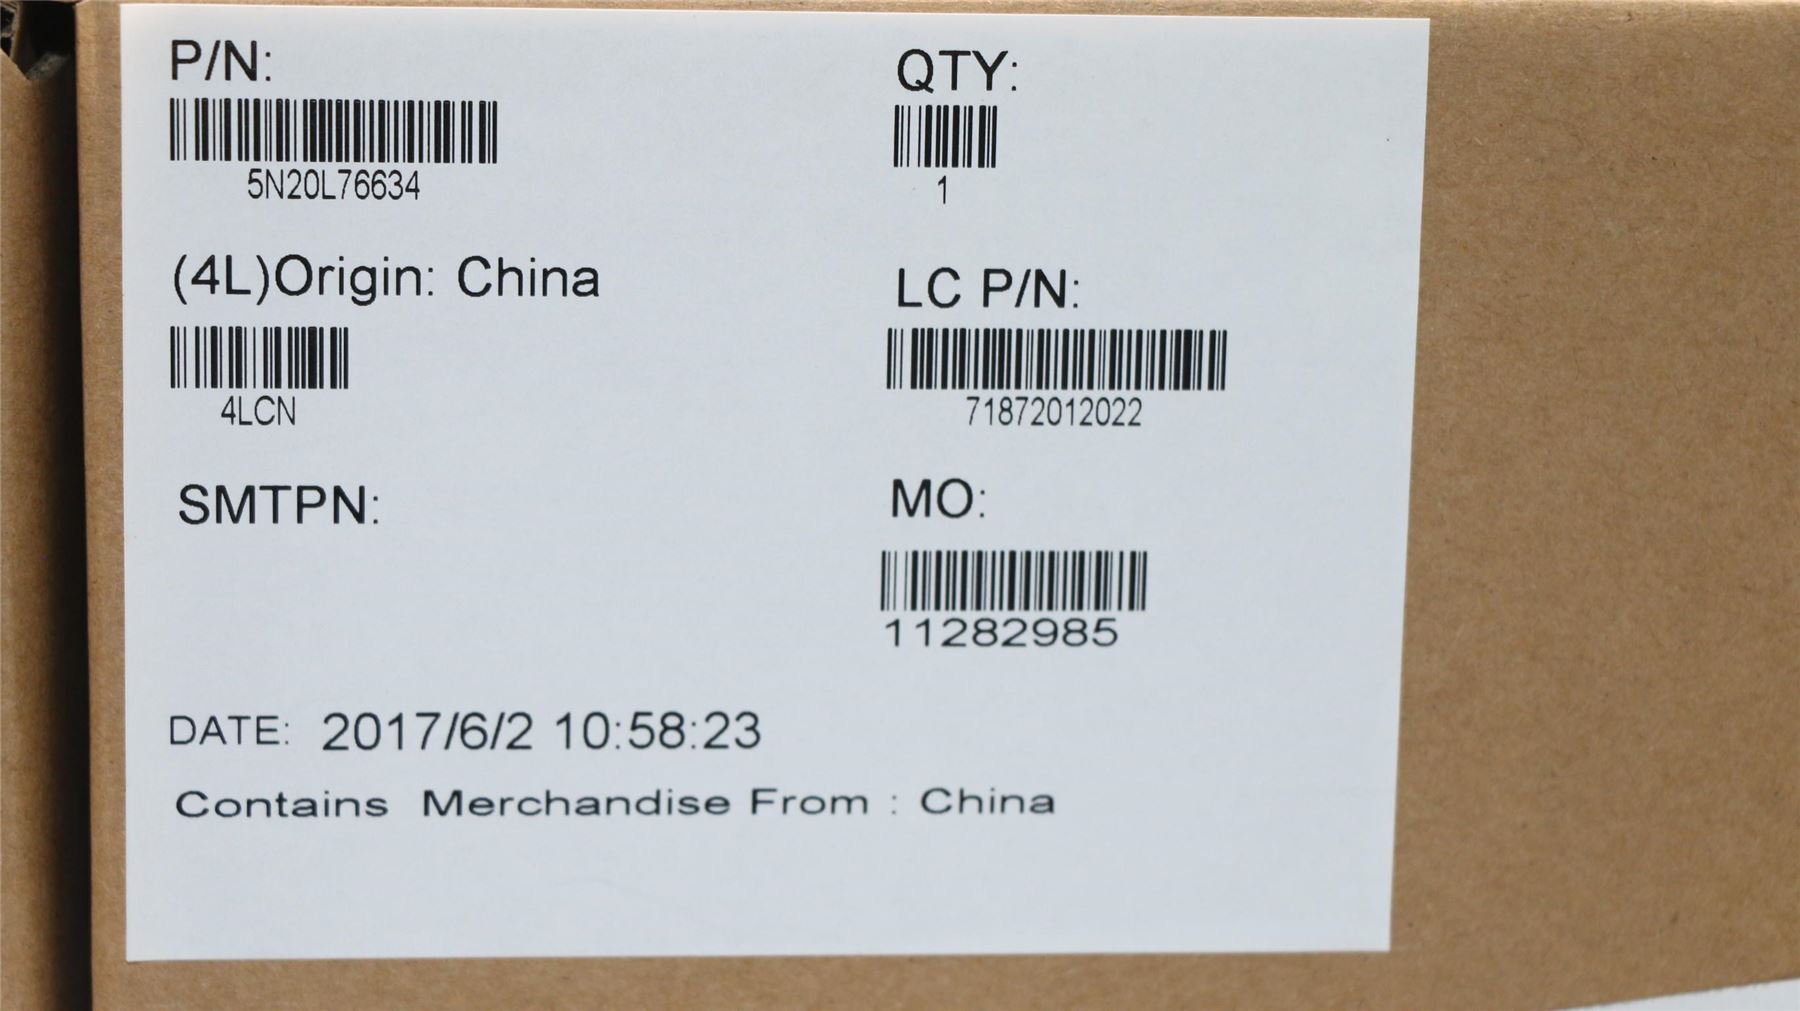 P/N:
5N20L76634
QTY:
1
(4L)Origin: China
4LCN
LC P/N:
71872012022
SMTPN:
MO:
11282985
DATE: 2017/6/2 10:58:23
Contains Merchandise From : China